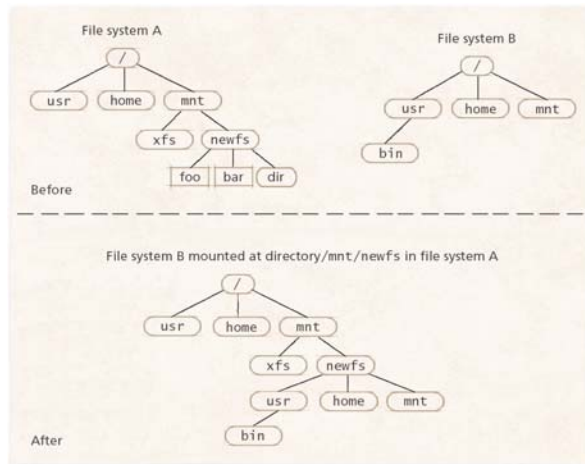 File system A
File system B
/
/
usr home mnt
usr home mnt
xfs newfs
bin
foo bar dir
Before
File system B mounted at directory/mnt/newfs in file system A
/
usr home mnt
xfs newfs
usr home mnt
bin
After